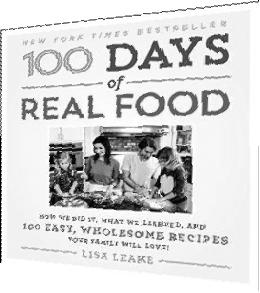 NEW YORK TIMES BESTSELLER
100 DAYS
of
REAL FOOD
HOW WE DID IT, WHAT WE LEARNED, AND
100 EASY, WHOLESOME RECIPES
YOUR FAMILY WILL LOVE!
LISA LEAKE